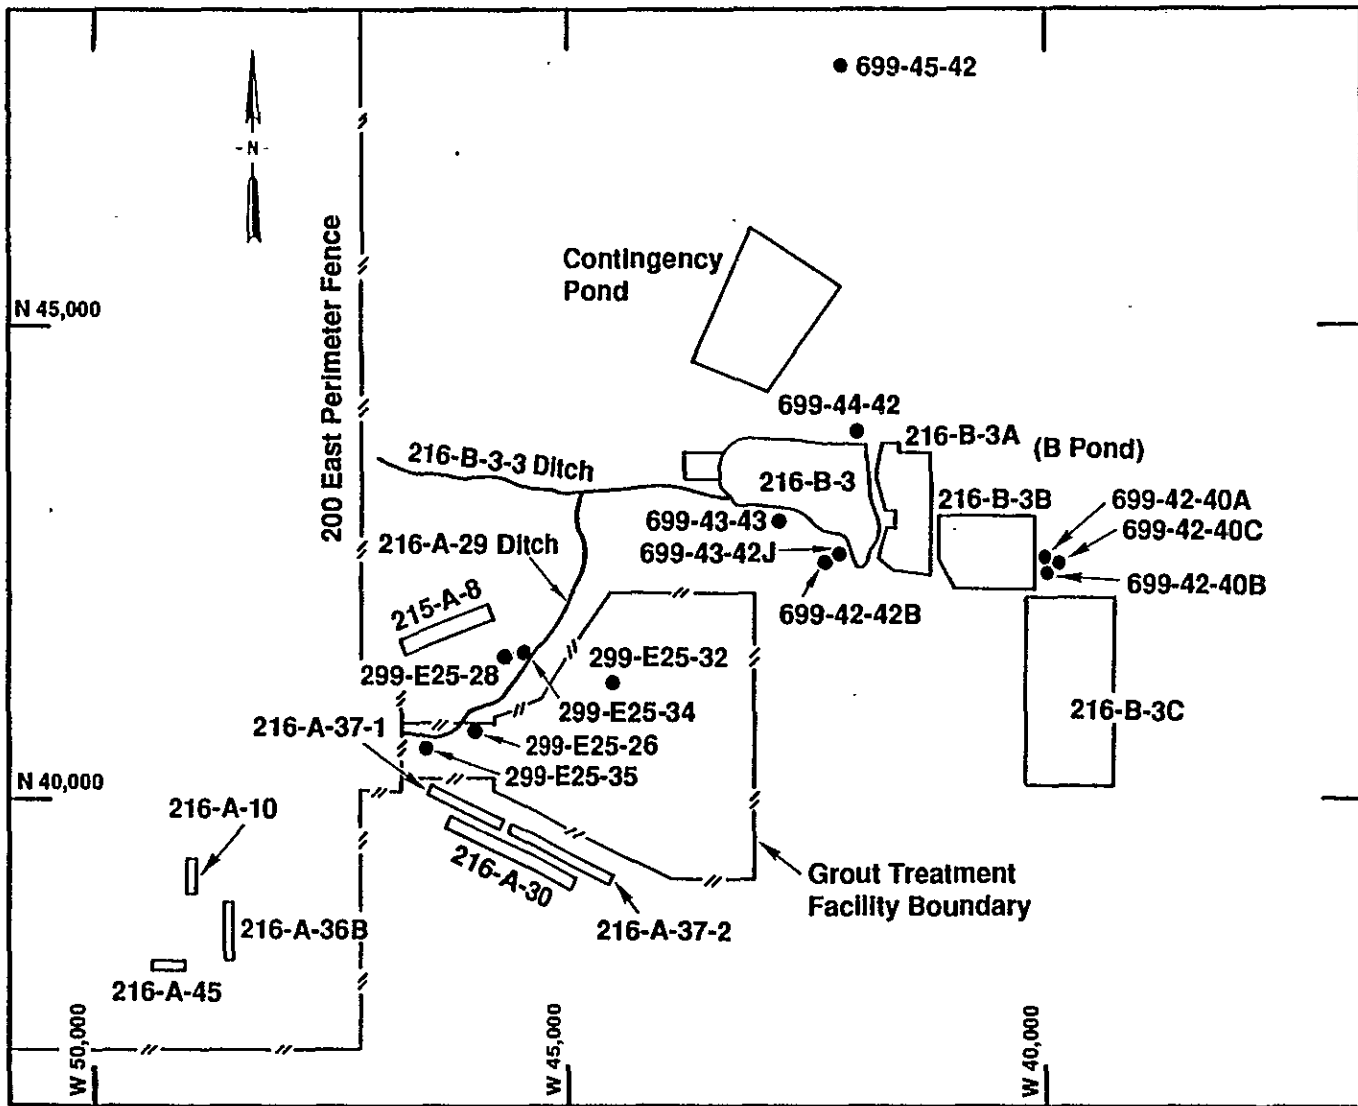 699-45-42
- N -
200 East Perimeter Fence
Contingency
Pond
N 45,000
699-44-42
216-B-3A
(B Pond)
216-B-3-3 Ditch
216-B-3
216-B-3B
699-42-40A
699-43-43
699-42-40C
216-A-29 Ditch
699-43-42J
699-42-40B
215-A-8
699-42-42B
299-E25-32
299-E25-28
299-E25-34
216-B-3C
216-A-37-1
299-E25-26
299-E25-35
N 40,000
216-A-10
216-A-30
Grout Treatment
Facility Boundary
216-A-36B
216-A-37-2
216-A-45
W 50,000
W 45,000
W 40,000